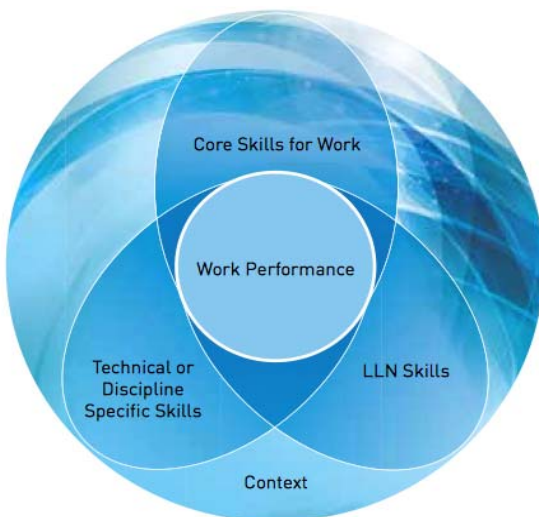 Core Skills for Work
Work Performance
Technical or
Discipline
Specific Skills
LLN Skills
Context